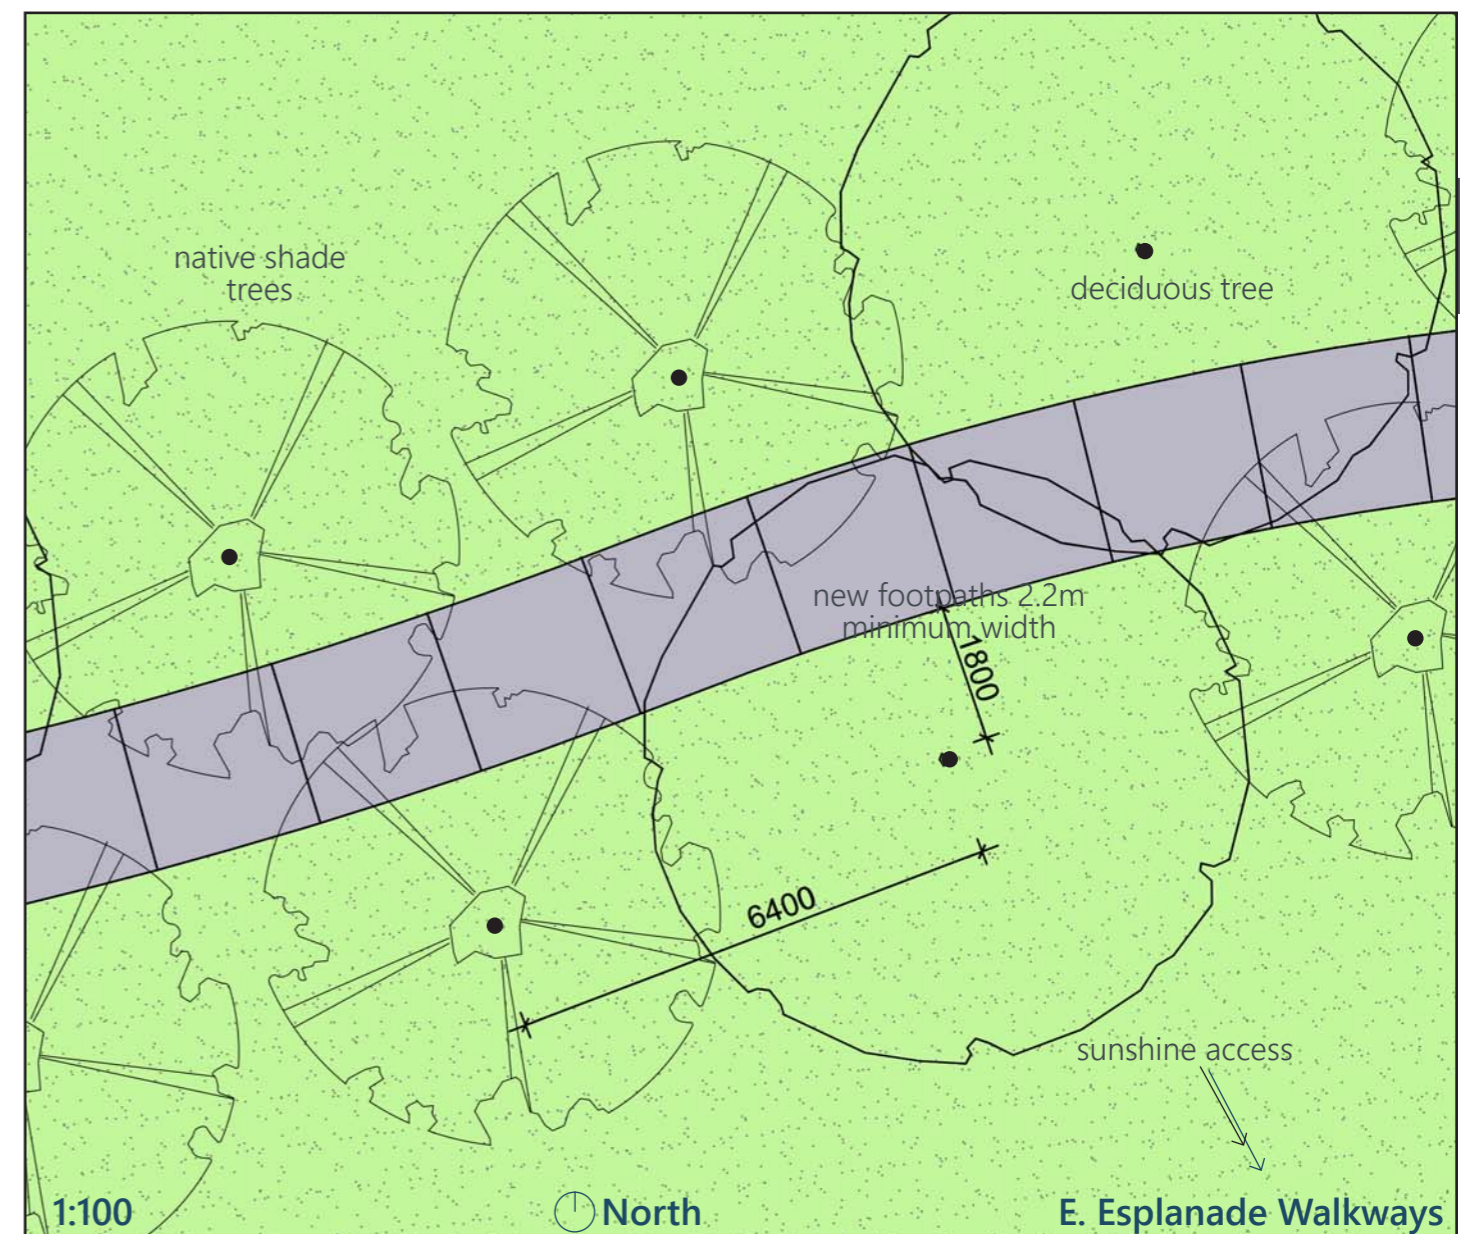 native shade
trees
deciduous tree
new footpaths 2.2m
minimum width
1800
6400
sunshine access
1:100
North
E. Esplanade Walkways